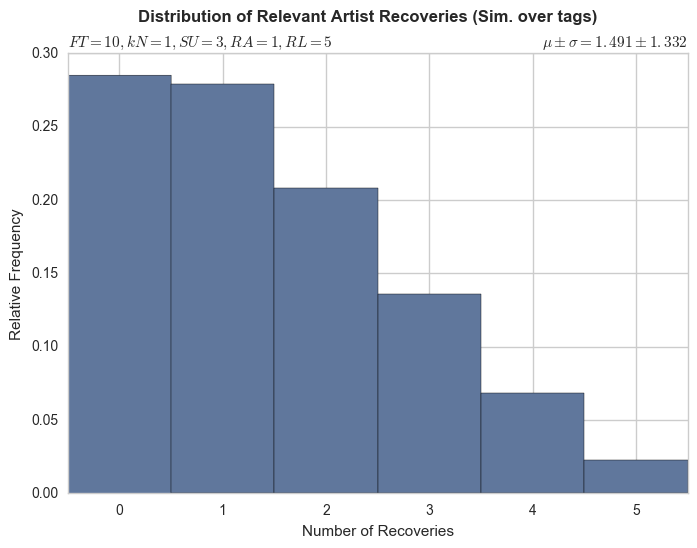 Distribution of Relevant Artist Recoveries (Sim. over tags)
FT = 10, kN = 1, SU = 3, RA = 1, RL = 5
μ ± σ = 1.491 ± 1.332
0.30
0.25
0.20
0.15
0.10
0.05
0.00
Relative Frequency
0 1 2 3 4 5
Number of Recoveries